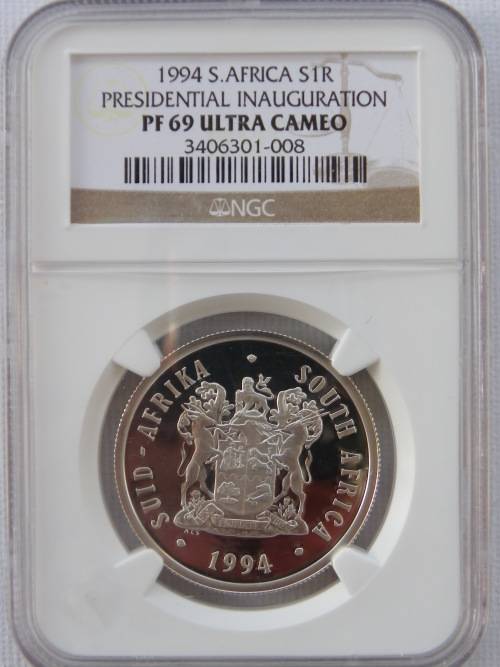 1994 S.AFRICA S1R
PRESIDENTIAL INAUGURATION
PF 69 ULTRA CAMEO
3406301-008
NGC
SUID - AFRIKA
SOUTH AFRICA
1994